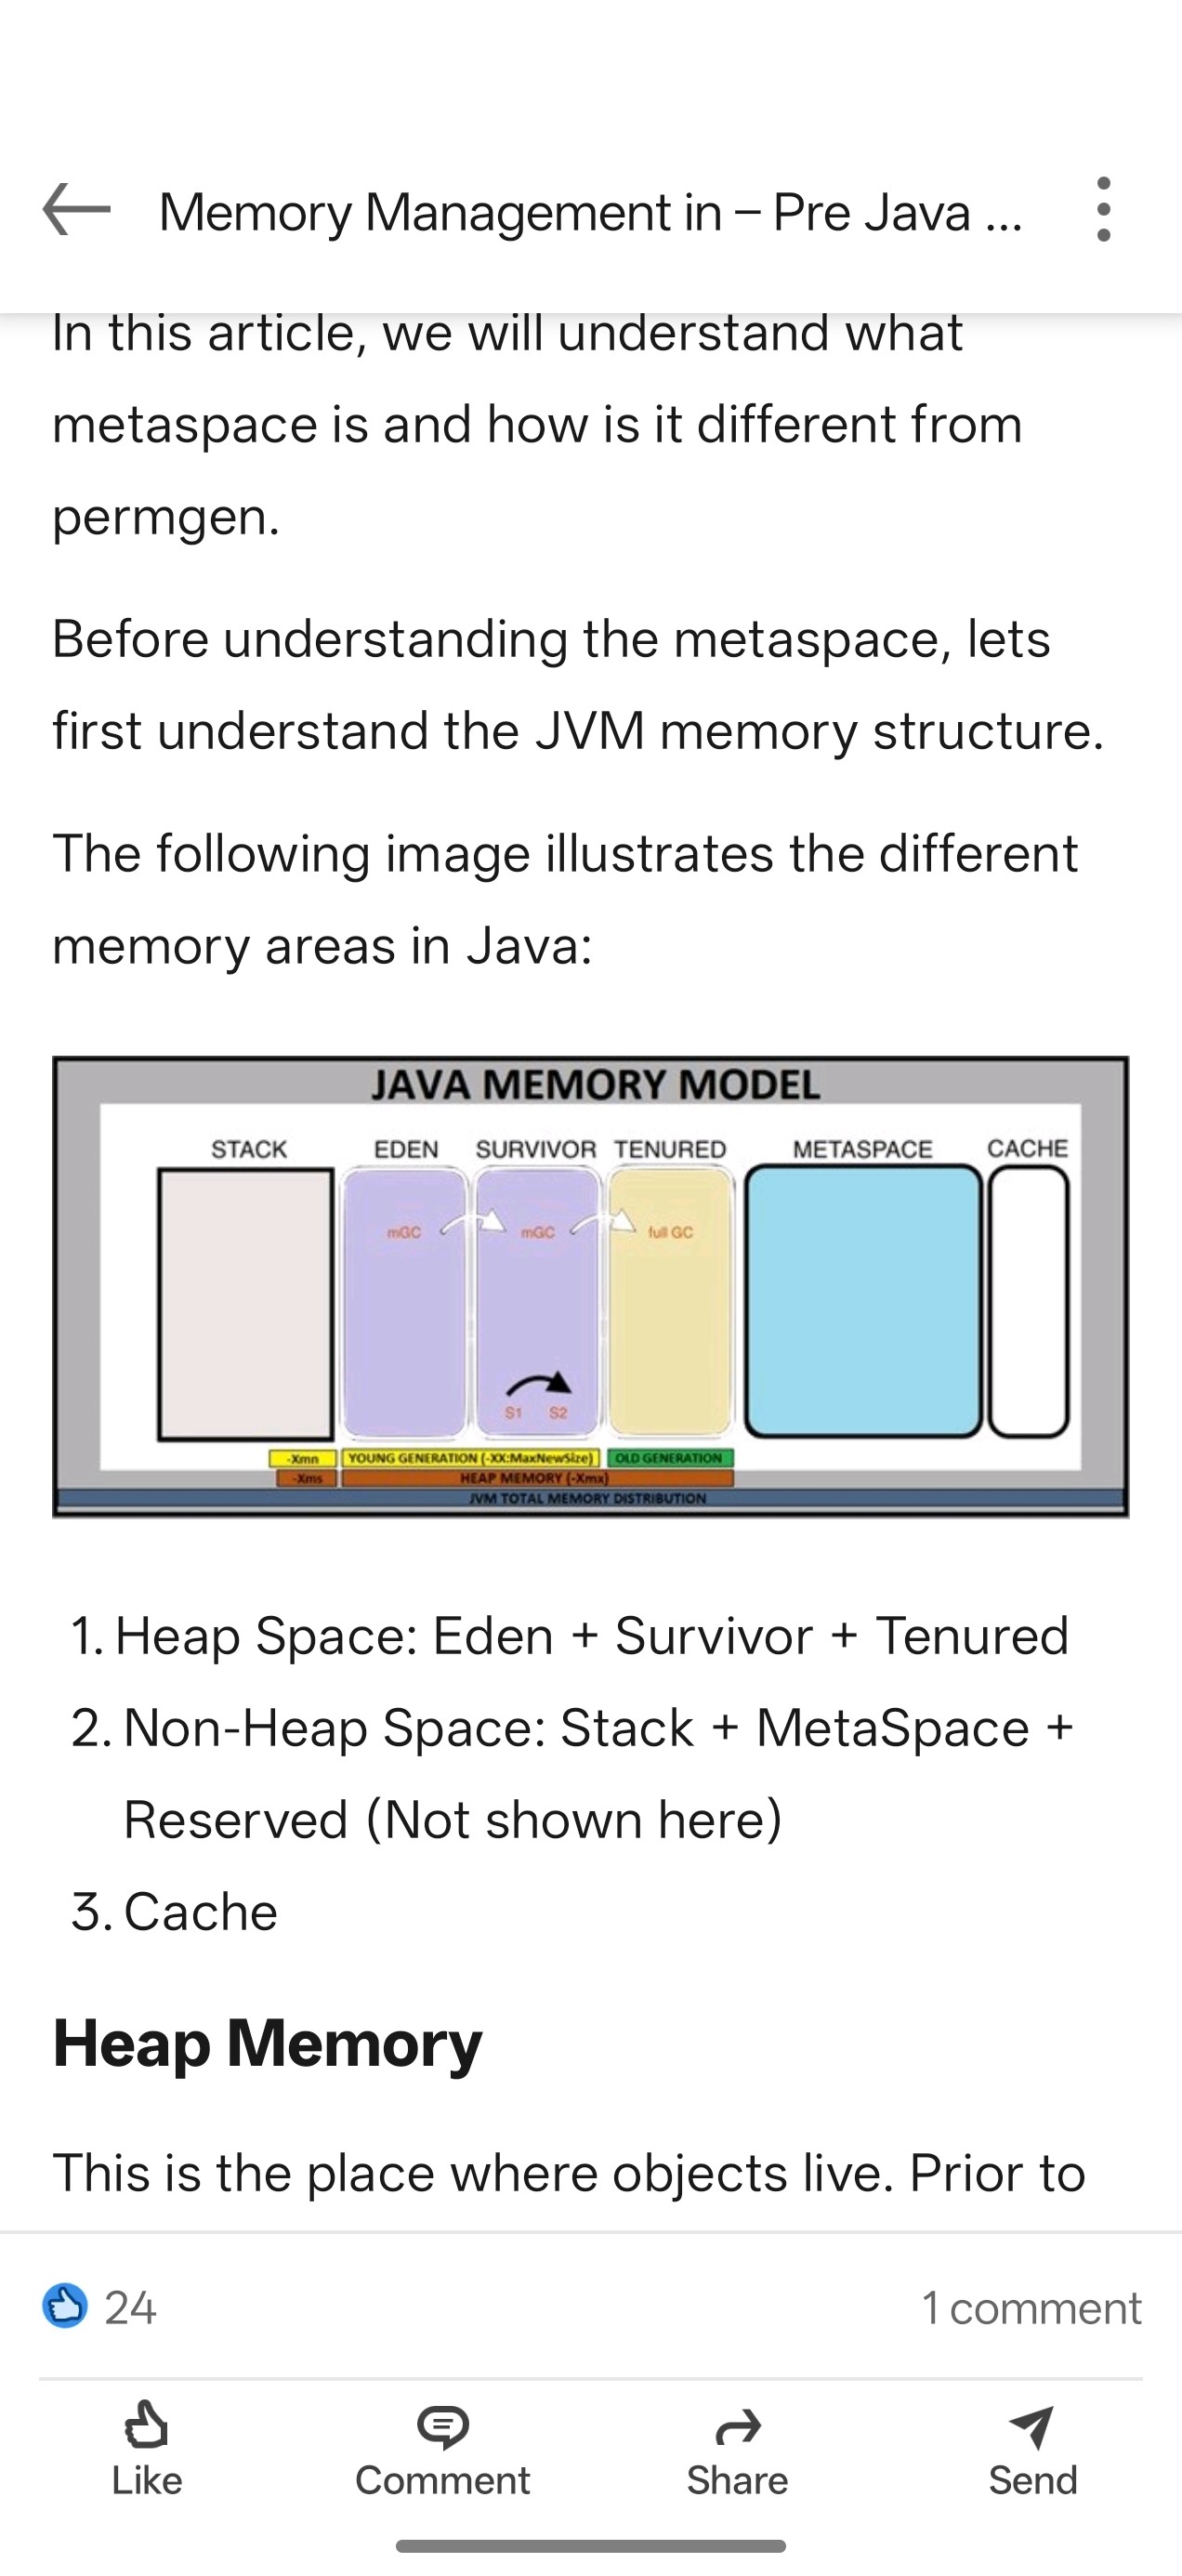 Memory Management in – Pre Java ...
In this article, we will understand what
metaspace is and how is it different from
permgen.
Before understanding the metaspace, lets
first understand the JVM memory structure.
The following image illustrates the different
memory areas in Java:
JAVA MEMORY MODEL
STACK EDEN SURVIVOR TENURED METASPACE CACHE
mGC mGC full GC
S1 S2
-Xmn YOUNG GENERATION (-XX:MaxNewSize) OLD GENERATION
-Xms HEAP MEMORY (-Xmx)
JVM TOTAL MEMORY DISTRIBUTION
1. Heap Space: Eden + Survivor + Tenured
2. Non-Heap Space: Stack + MetaSpace +
Reserved (Not shown here)
3. Cache
Heap Memory
This is the place where objects live. Prior to
24 1 comment
Like Comment Share Send